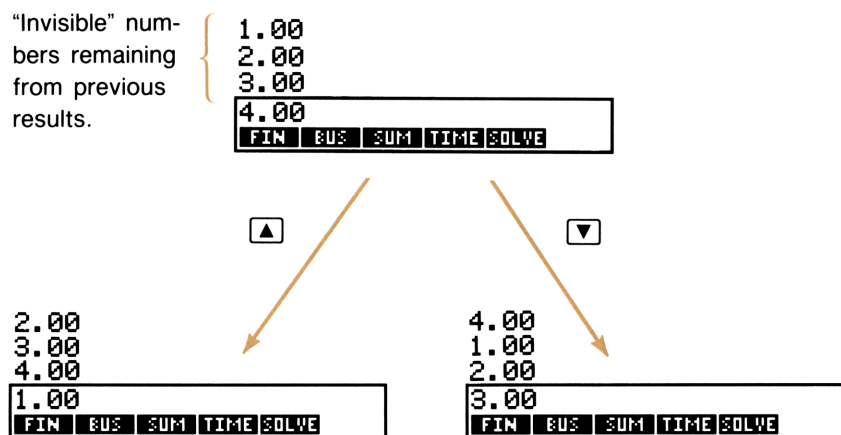 “Invisible” num-
bers remaining
from previous
results.
1.00
2.00
3.00
4.00
FIN BUS SUM TIME SOLVE
▲ ▼
2.00
3.00
4.00
1.00
FIN BUS SUM TIME SOLVE
4.00
1.00
2.00
3.00
FIN BUS SUM TIME SOLVE